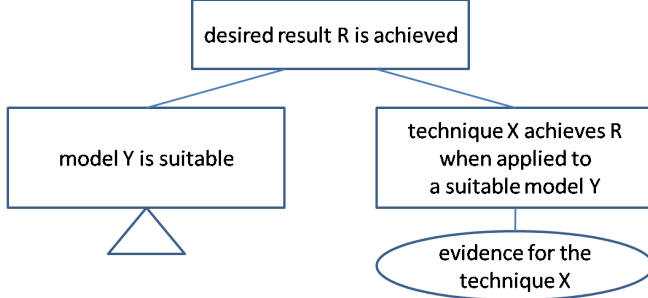 desired result R is achieved
model Y is suitable
technique X achieves R
when applied to
a suitable model Y
evidence for the
technique X